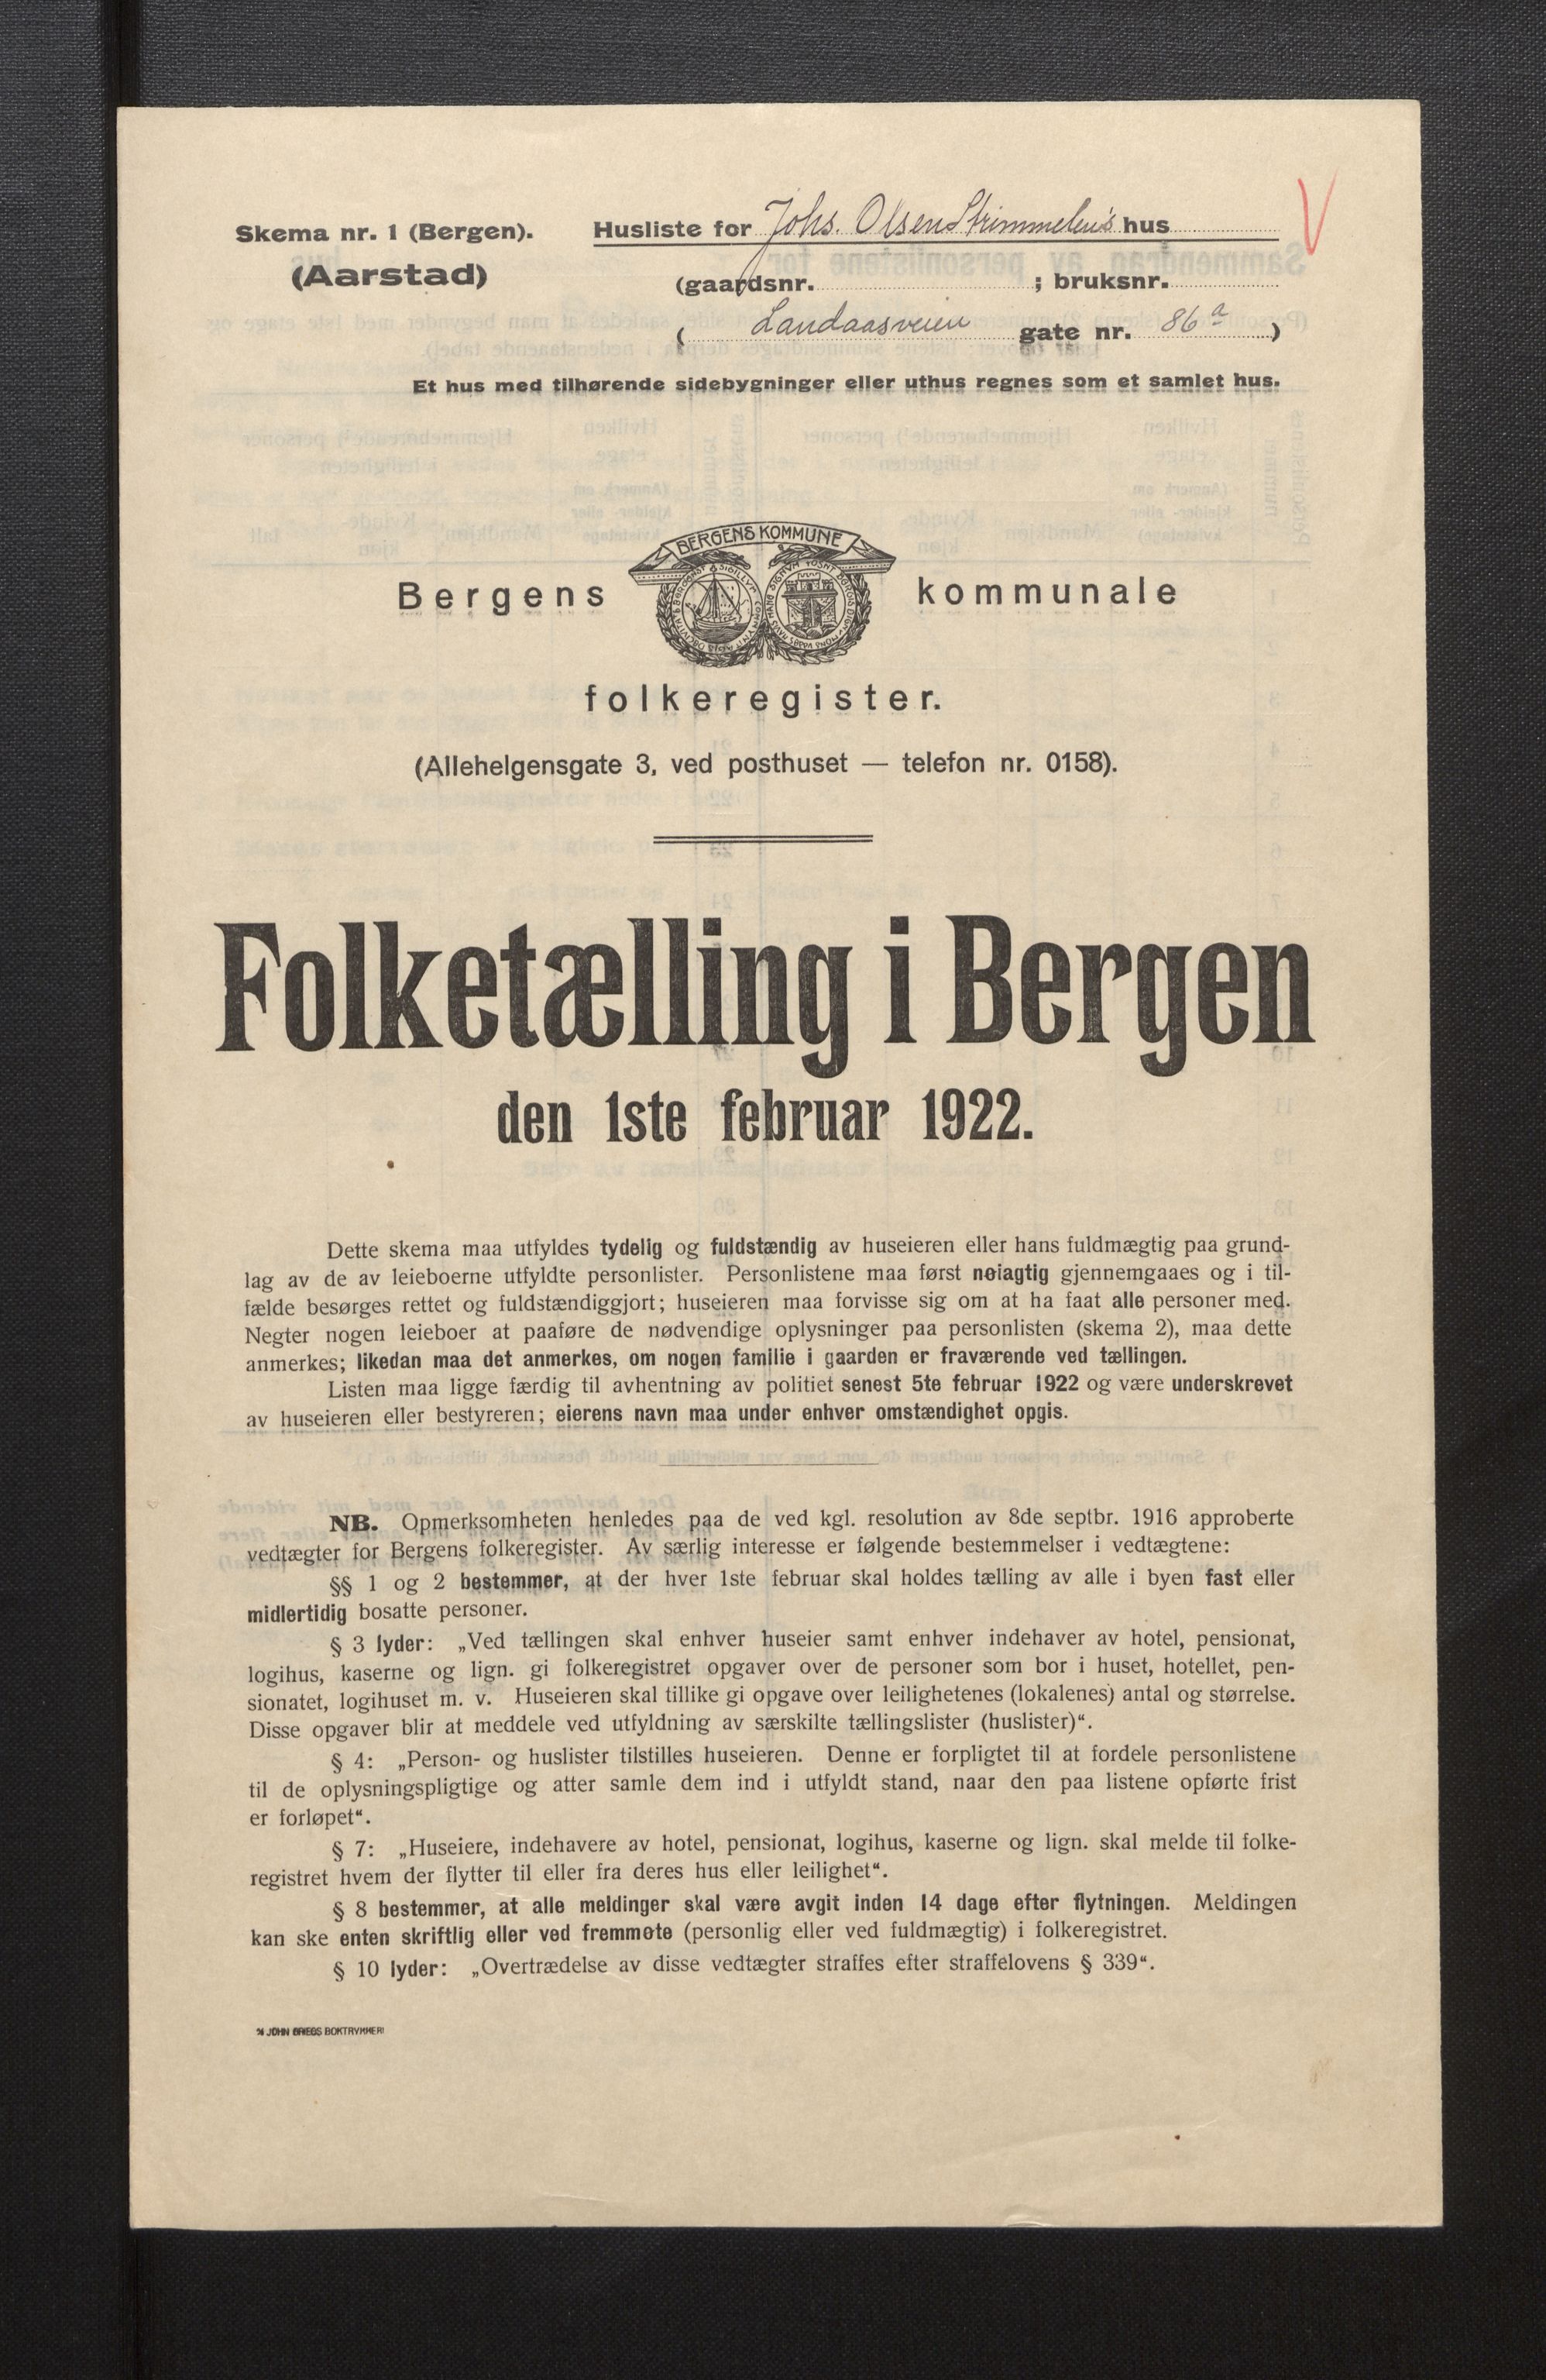 Skema nr. 1 (Bergen).
(Aarstad)
Husliste for Johs. Olsen Strimmelen's hus
(gaardsnr. ; bruksnr.
( Landaasveien gate nr. 86 a )
Et hus med tilhørende sidebygninger eller uthus regnes som et samlet hus.
BERGENS KOMMUNE
Bergens kommunale
folkeregister.
(Allehelgensgate 3, ved posthuset — telefon nr. 0158).
Folketælling i Bergen
den 1ste februar 1922.
Dette skema maa utfyldes tydelig og fuldstændig av huseieren eller hans fuldmægtig paa grund-
lag av de av leieboerne utfyldte personlister. Personlistene maa først nøiagtig gjennemgaaes og i til-
fælde besørges rettet og fuldstændiggjort; huseieren maa forvisse sig om at ha faat alle personer med.
Negter nogen leieboer at paaføre de nødvendige oplysninger paa personlisten (skema 2), maa dette
anmerkes; likedan maa det anmerkes, om nogen familie i gaarden er fraværende ved tællingen.
Listen maa ligge færdig til avhentning av politiet senest 5te februar 1922 og være underskrevet
av huseieren eller bestyreren; eierens navn maa under enhver omstændighet opgis.
NB. Opmerksomheten henledes paa de ved kgl. resolution av 8de septbr. 1916 approberte
vedtægter for Bergens folkeregister. Av særlig interesse er følgende bestemmelser i vedtægtene:
§§ 1 og 2 bestemmer, at der hver 1ste februar skal holdes tælling av alle i byen fast eller
midlertidig bosatte personer.
§ 3 lyder: „Ved tællingen skal enhver huseier samt enhver indehaver av hotel, pensionat,
logihus, kaserne og lign. gi folkeregistret opgaver over de personer som bor i huset, hotellet, pen-
sionatet, logihuset m. v. Huseieren skal tillike gi opgave over leilighetenes (lokalenes) antal og størrelse.
Disse opgaver blir at meddele ved utfyldning av særskilte tællingslister (huslister)“.
§ 4: „Person- og huslister tilstilles huseieren. Denne er forpligtet til at fordele personlistene
til de oplysningspligtige og atter samle dem ind i utfyldt stand, naar den paa listene opførte frist
er forløpet“.
§ 7: „Huseiere, indehavere av hotel, pensionat, logihus, kaserne og lign. skal melde til folke-
registret hvem der flytter til eller fra deres hus eller leilighet“.
§ 8 bestemmer, at alle meldinger skal være avgit inden 14 dage efter flytningen. Meldingen
kan ske enten skriftlig eller ved fremmøte (personlig eller ved fuldmægtig) i folkeregistret.
§ 10 lyder: „Overtrædelse av disse vedtægter straffes efter straffelovens § 339“.
JOHN GRIEGS BOKTRYKKERI